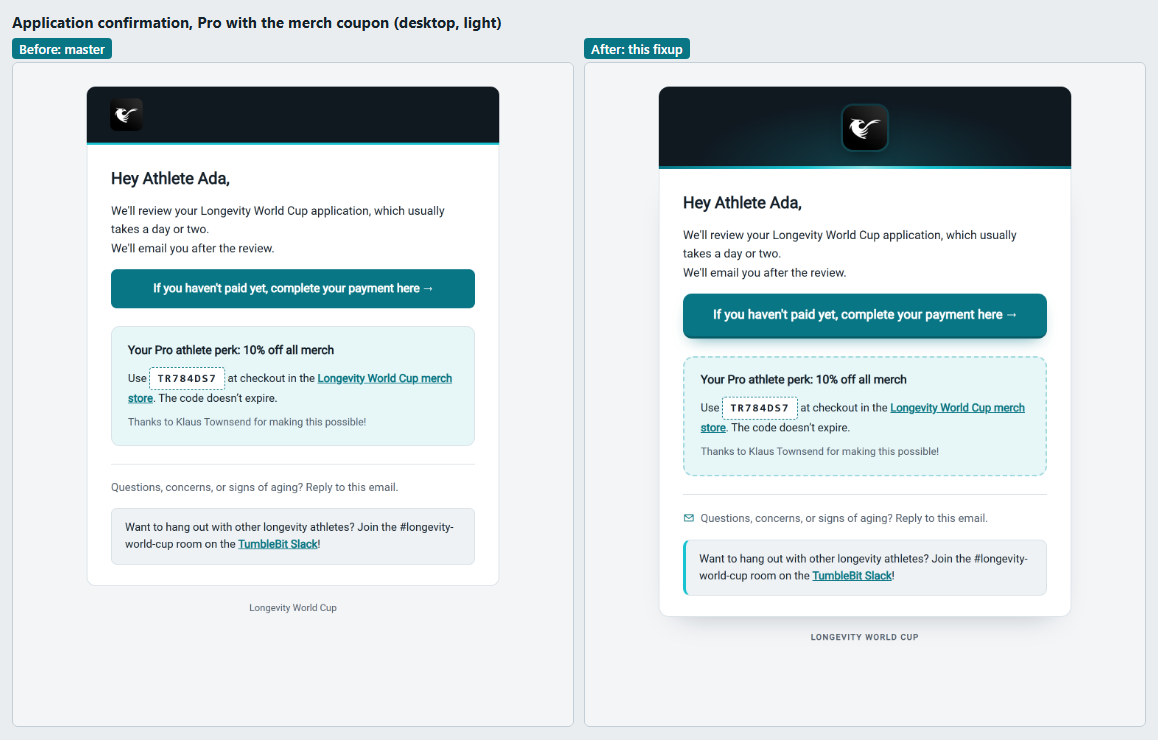 Application confirmation, Pro with the merch coupon (desktop, light)
Before: master
Hey Athlete Ada,
We'll review your Longevity World Cup application, which usually
takes a day or two.
We'll email you after the review.
If you haven't paid yet, complete your payment here →
Your Pro athlete perk: 10% off all merch
Use TR784DS7 at checkout in the Longevity World Cup merch
store. The code doesn't expire.
Thanks to Klaus Townsend for making this possible!
Questions, concerns, or signs of aging? Reply to this email.
Want to hang out with other longevity athletes? Join the #longevity-
world-cup room on the TumbleBit Slack!
Longevity World Cup
After: this fixup
Hey Athlete Ada,
We'll review your Longevity World Cup application, which usually
takes a day or two.
We'll email you after the review.
If you haven't paid yet, complete your payment here →
Your Pro athlete perk: 10% off all merch
Use TR784DS7 at checkout in the Longevity World Cup merch
store. The code doesn't expire.
Thanks to Klaus Townsend for making this possible!
Questions, concerns, or signs of aging? Reply to this email.
Want to hang out with other longevity athletes? Join the #longevity-
world-cup room on the TumbleBit Slack!
LONGEVITY WORLD CUP